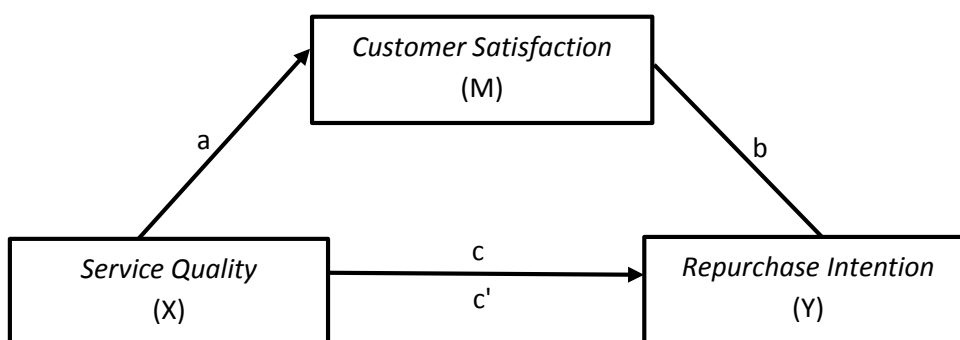 Customer Satisfaction
(M)
a
b
Service Quality
(X)
c
c'
Repurchase Intention
(Y)